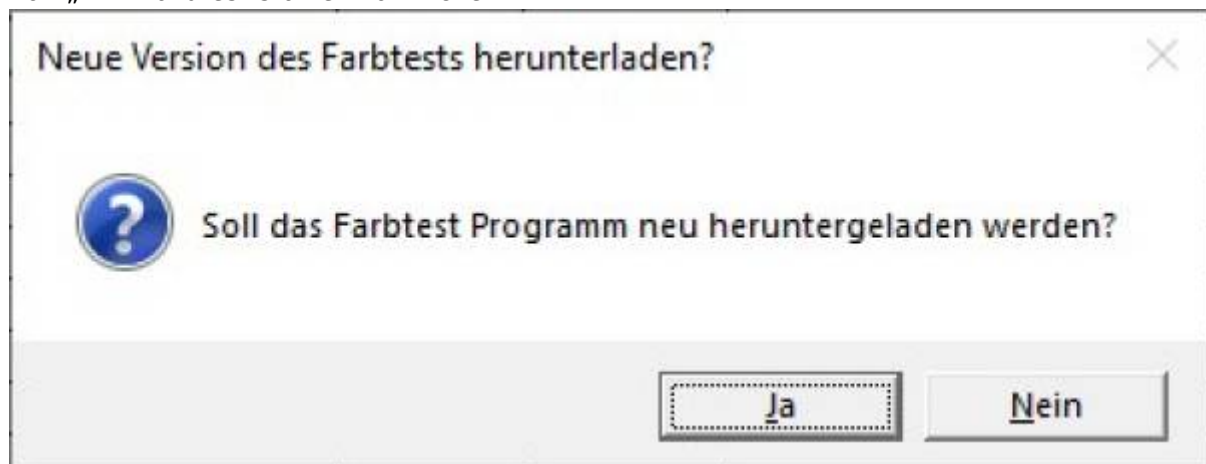 Neue Version des Farbtests herunterladen?
Soll das Farbtest Programm neu heruntergeladen werden?
Ja
Nein